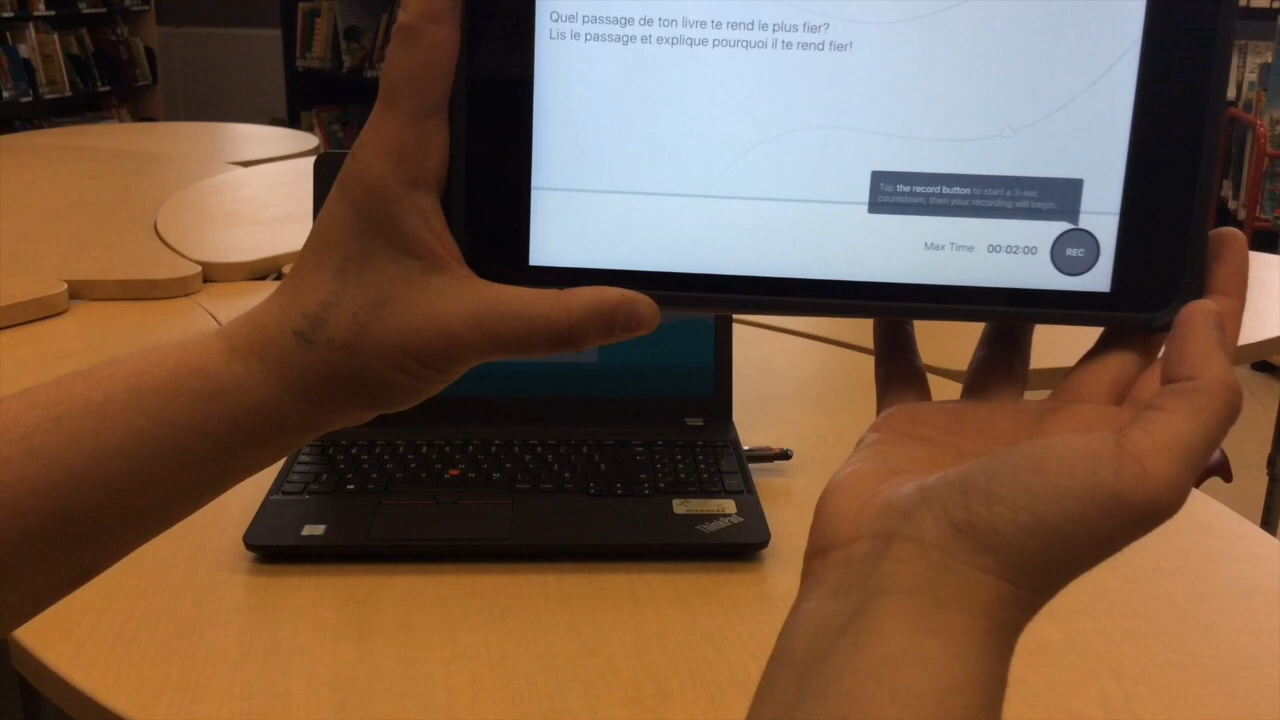 Quel passage de ton livre te rend le plus fier?
Lis le passage et explique pourquoi il te rend fier!
Tap the record button to start a 3-sec
countdown, then your recording will begin.
Max Time: 00:02:00
REC
ThinkPad